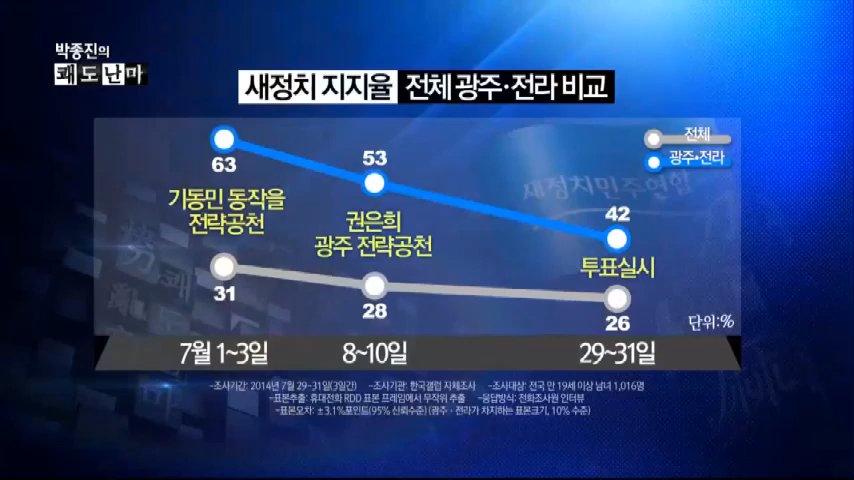 박종진의
쾌도난마
새정치 지지율 전체 광주·전라 비교
전체
광주·전라
63
53
42
기동민 동작을
전략공천
권은희
광주 전략공천
투표실시
31
28
26
새정치민주연합
단위:%
7월 1~3일 8~10일 29~31일
-조사기간: 2014년 7월 29~31일(3일간) -조사기관: 한국갤럽 자체조사 -조사대상: 전국 만 19세 이상 남녀 1,016명
-표본추출: 휴대전화 RDD 표본 프레임에서 무작위 추출 -응답방식: 전화조사원 인터뷰
-표본오차: ±3.1%포인트(95% 신뢰수준) (광주·전라가 차지하는 표본크기, 10% 수준)